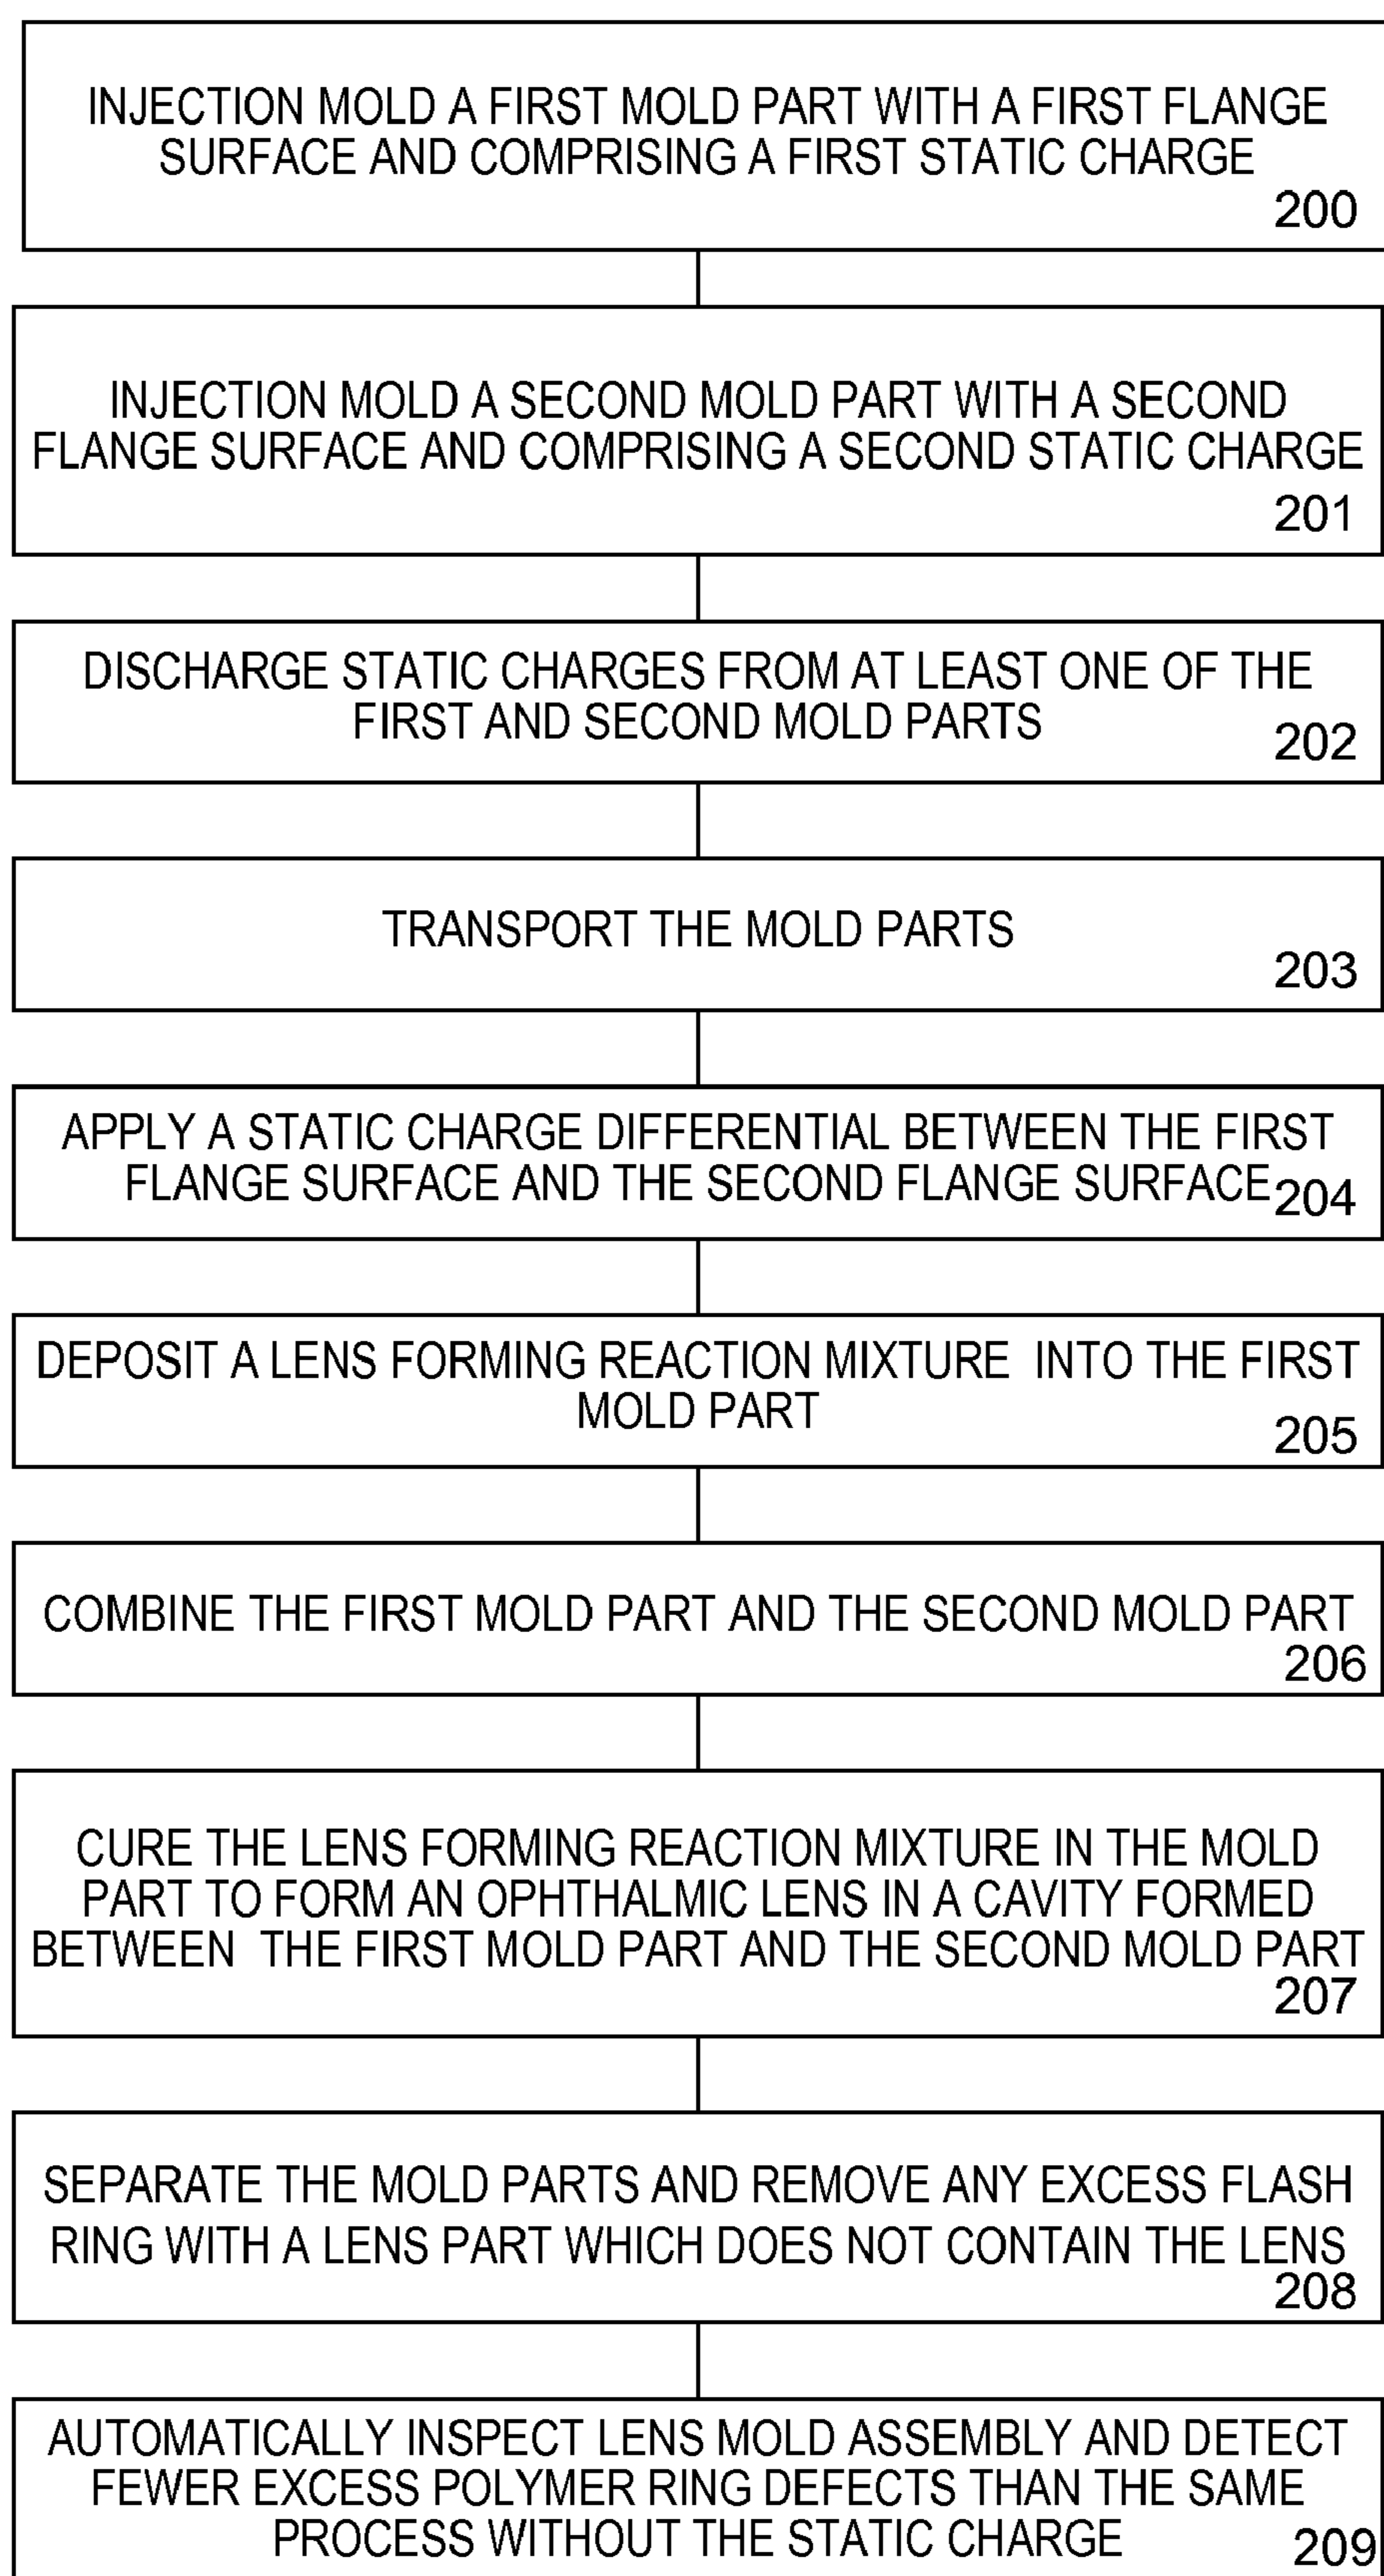 INJECTION MOLD A FIRST MOLD PART WITH A FIRST FLANGE
SURFACE AND COMPRISING A FIRST STATIC CHARGE
200
INJECTION MOLD A SECOND MOLD PART WITH A SECOND
FLANGE SURFACE AND COMPRISING A SECOND STATIC CHARGE
201
DISCHARGE STATIC CHARGES FROM AT LEAST ONE OF THE
FIRST AND SECOND MOLD PARTS
202
TRANSPORT THE MOLD PARTS
203
APPLY A STATIC CHARGE DIFFERENTIAL BETWEEN THE FIRST
FLANGE SURFACE AND THE SECOND FLANGE SURFACE
204
DEPOSIT A LENS FORMING REACTION MIXTURE INTO THE FIRST
MOLD PART
205
COMBINE THE FIRST MOLD PART AND THE SECOND MOLD PART
206
CURE THE LENS FORMING REACTION MIXTURE IN THE MOLD
PART TO FORM AN OPHTHALMIC LENS IN A CAVITY FORMED
BETWEEN THE FIRST MOLD PART AND THE SECOND MOLD PART
207
SEPARATE THE MOLD PARTS AND REMOVE ANY EXCESS FLASH
RING WITH A LENS PART WHICH DOES NOT CONTAIN THE LENS
208
AUTOMATICALLY INSPECT LENS MOLD ASSEMBLY AND DETECT
FEWER EXCESS POLYMER RING DEFECTS THAN THE SAME
PROCESS WITHOUT THE STATIC CHARGE
209